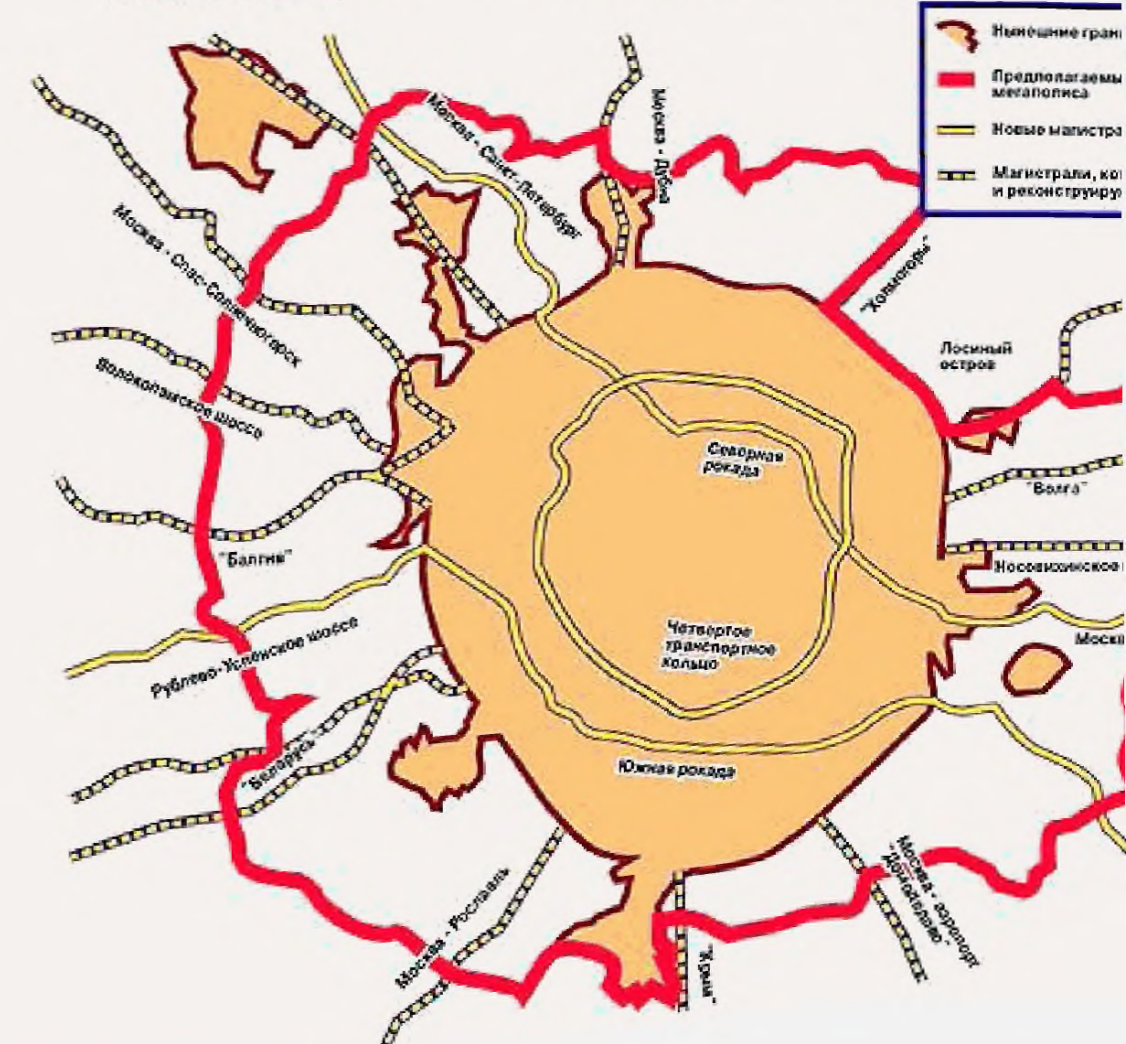 Нынешние грани
Предполагаемы
мегаполиса
Новые магистра
Магистрали, ко
и реконструиру
Москва - Санкт-Петербург
Москва - Дубна
"Холмогоры"
Москва - Спас-Солнечногорск
Лосиный
остров
Волокламское шоссе
Северная
рокада
"Волга"
"Балтия"
Носовихинское
Четвертое
транспортное
кольцо
Москв
Рублево-Успенское шоссе
"Беларусь"
Южная рокада
Москва - Рославль
Москва - аэропорт
"Домодедово"
"Крым"